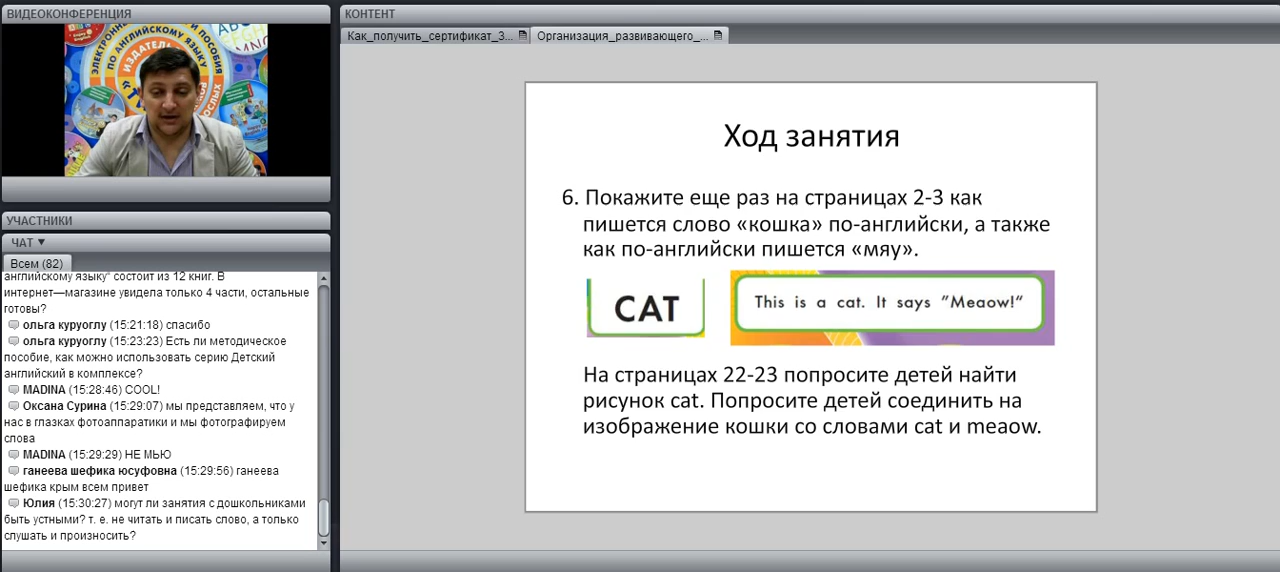 ВИДЕОКОНФЕРЕНЦИЯ
ЭЛЕКТРОННЫЕ
ПОСОБИЯ
ПО АНГЛИЙСКОМУ ЯЗЫКУ
УЧАСТНИКИ
ЧАТ
Всем (82)
английскому языку" состоит из 12 книг. В
интернет—магазине увидела только 4 части, остальные
готовы?
ольга куруоглу (15:21:18) спасибо
ольга куруоглу (15:23:23) Есть ли методическое
пособие, как можно использовать серию Детский
английский в комплексе?
MADINA (15:28:46) COOL!
Оксана Сурина (15:29:07) мы представляем, что у
нас в глазках фотоаппаратики и мы фотографируем
слова
MADINA (15:29:29) НЕ МЬЮ
ганеева шефика юсуфовна (15:29:56) ганеева
шефика крым всем привет
Юлия (15:30:27) могут ли занятия с дошкольниками
быть устными? т. е. не читать и писать слово, а только
слушать и произносить?
КОНТЕНТ
Как_получить_сертификат_3...
Организация_развивающего_...
Ход занятия
6. Покажите еще раз на страницах 2-3 как
пишется слово «кошка» по-английски, а также
как по-английски пишется «мяу».
CAT
This is a cat. It says "Meaow!"
На страницах 22-23 попросите детей найти
рисунок cat. Попросите детей соединить на
изображение кошки со словами cat и meaow.